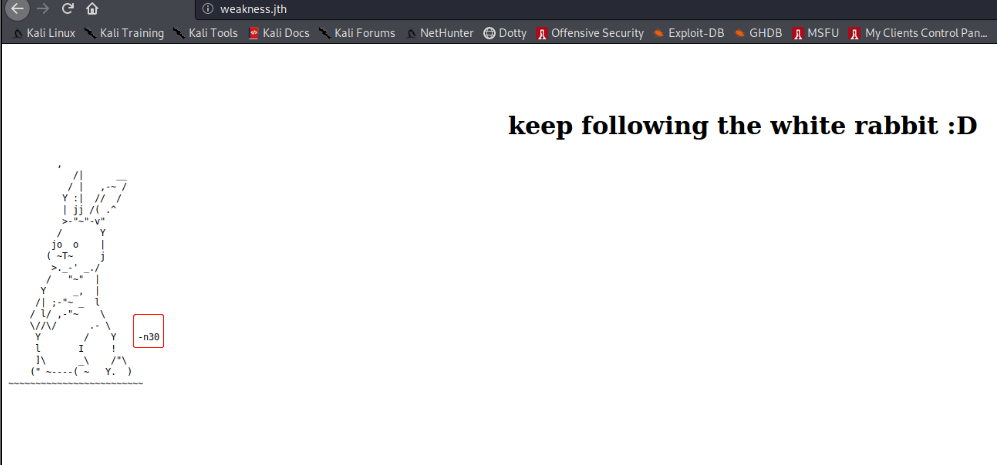 weakness.jth
Kali Linux Kali Training Kali Tools Kali Docs Kali Forums NetHunter Dotty Offensive Security Exploit-DB GHDB MSFU My Clients Control Pan...
keep following the white rabbit :D
         ,
            /|      __
           / |   ,-~ /
          Y :|  //  /
          | jj /( .^
          >-"~"-v"
         /       Y
        jo  o    |
       ( ~T~     j
        >._-' _./
       /   "~"  |
      Y     _,  |
     /| ;-"~ _  l
    / l/ ,-"~    \
    \//\/      .- \
     Y        /    Y    -n30
     l       I     !
     ]\      _\    /"\
    (" ~----( ~   Y.  )
~~~~~~~~~~~~~~~~~~~~~~~~~